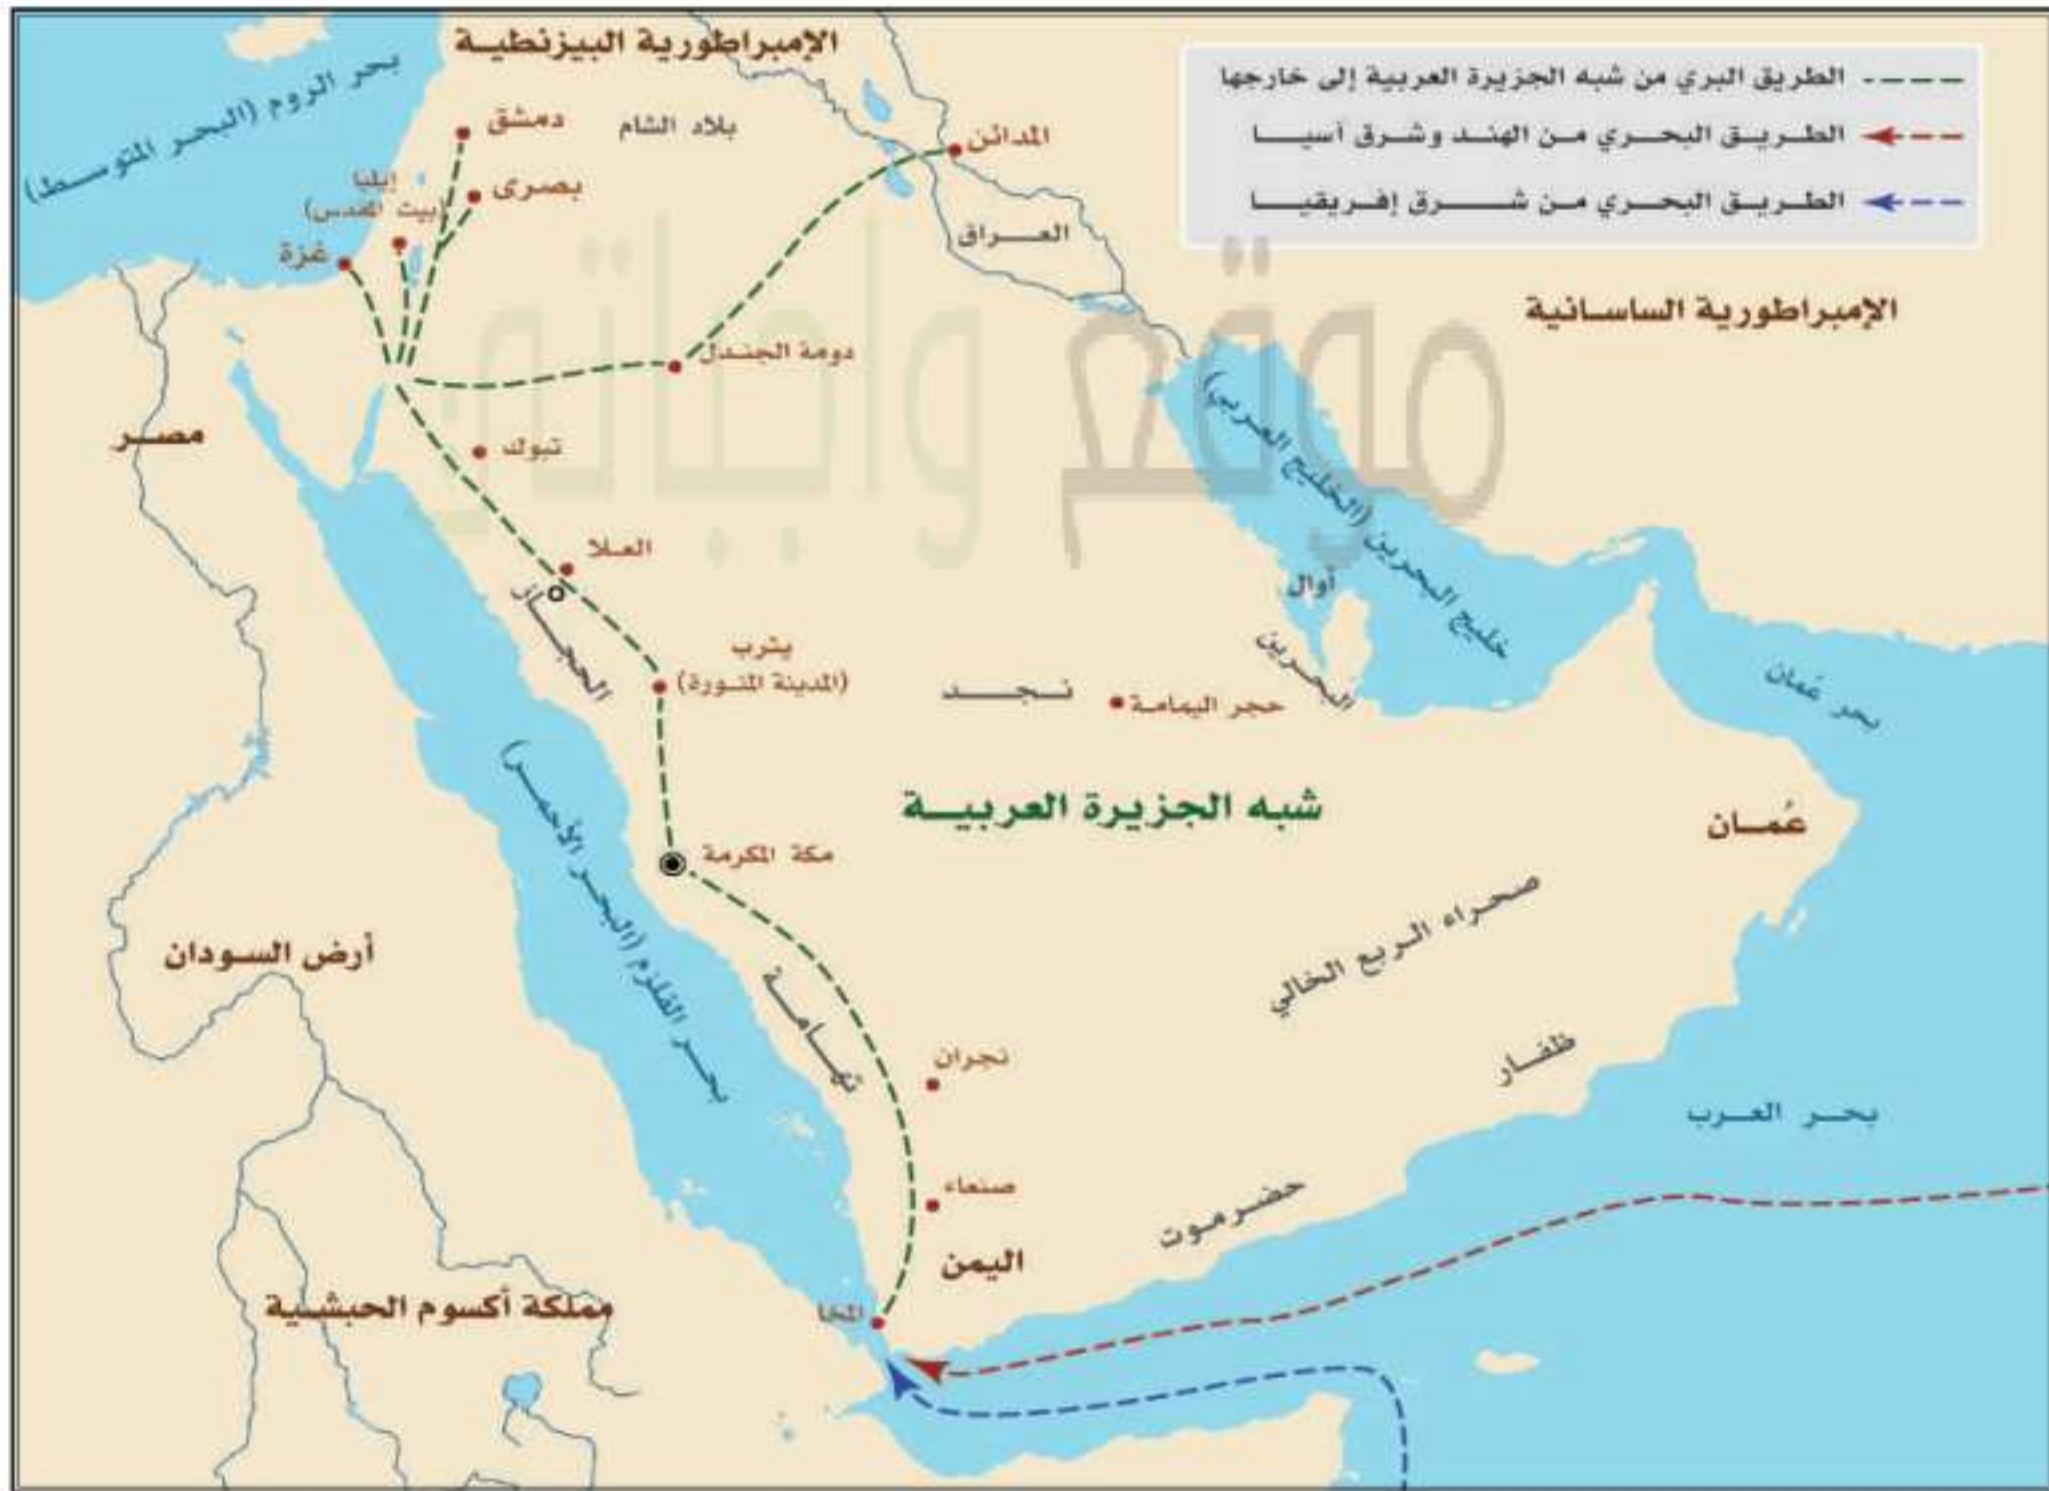 الإمبراطورية البيزنطية
الطريق البري من شبه الجزيرة العربية إلى خارجها
الطريق البحري من الهند وشرق آسيا
الطريق البحري من شرق إفريقيا
بحر الروم (البحر المتوسط)
دمشق
بلاد الشام
المدائن
إيليا
(بيت المقدس)
بصرى
غزة
العراق
الإمبراطورية الساسانية
دومة الجندل
موقع واجباتي
مصر
تبوك
خليج البحرين (الخليج العربي)
العلا
أوال
الحجاز
يثرب
(المدينة المنورة)
نجد
حجر اليمامة
البحرين
بحر عُمان
شبه الجزيرة العربية
عُمان
مكة المكرمة
بحر القلزم (البحر الأحمر)
صحراء الربع الخالي
أرض السودان
تهامة
نجران
ظفار
بحر العرب
صنعاء
حضرموت
اليمن
مملكة أكسوم الحبشية
المخا